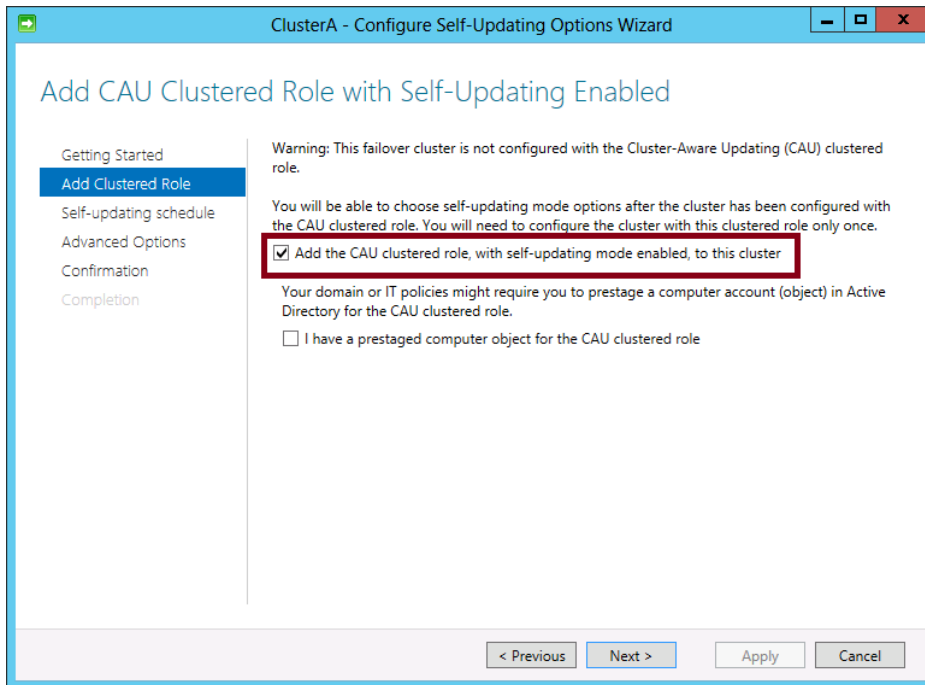 ClusterA - Configure Self-Updating Options Wizard
Add CAU Clustered Role with Self-Updating Enabled
Getting Started
Add Clustered Role
Self-updating schedule
Advanced Options
Confirmation
Completion
Warning: This failover cluster is not configured with the Cluster-Aware Updating (CAU) clustered
role.
You will be able to choose self-updating mode options after the cluster has been configured with
the CAU clustered role. You will need to configure the cluster with this clustered role only once.
Add the CAU clustered role, with self-updating mode enabled, to this cluster
Your domain or IT policies might require you to prestage a computer account (object) in Active
Directory for the CAU clustered role.
I have a prestaged computer object for the CAU clustered role
< Previous
Next >
Apply
Cancel